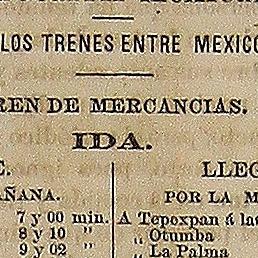 LOS TRENES ENTRE MEXICO
REN DE MERCANCIAS.
IDA.
E. LLEG
AÑANA. POR LA M
7 y 00 min. A Tepexpan á la
8 y 10 " „ Otumba
9 y 02 " „ La Palma